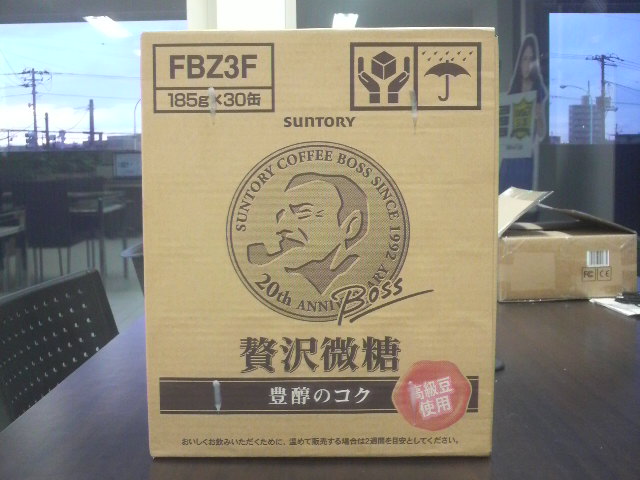 FBZ3F
185g×30缶
SUNTORY
SUNTORY COFFEE BOSS SINCE 1992
20th ANNIVERSARY
BOSS
贅沢微糖
豊醇のコク
高級豆
使用
おいしくお飲みいただくために、温めて販売する場合は2週間を目安としてください。
FC CE